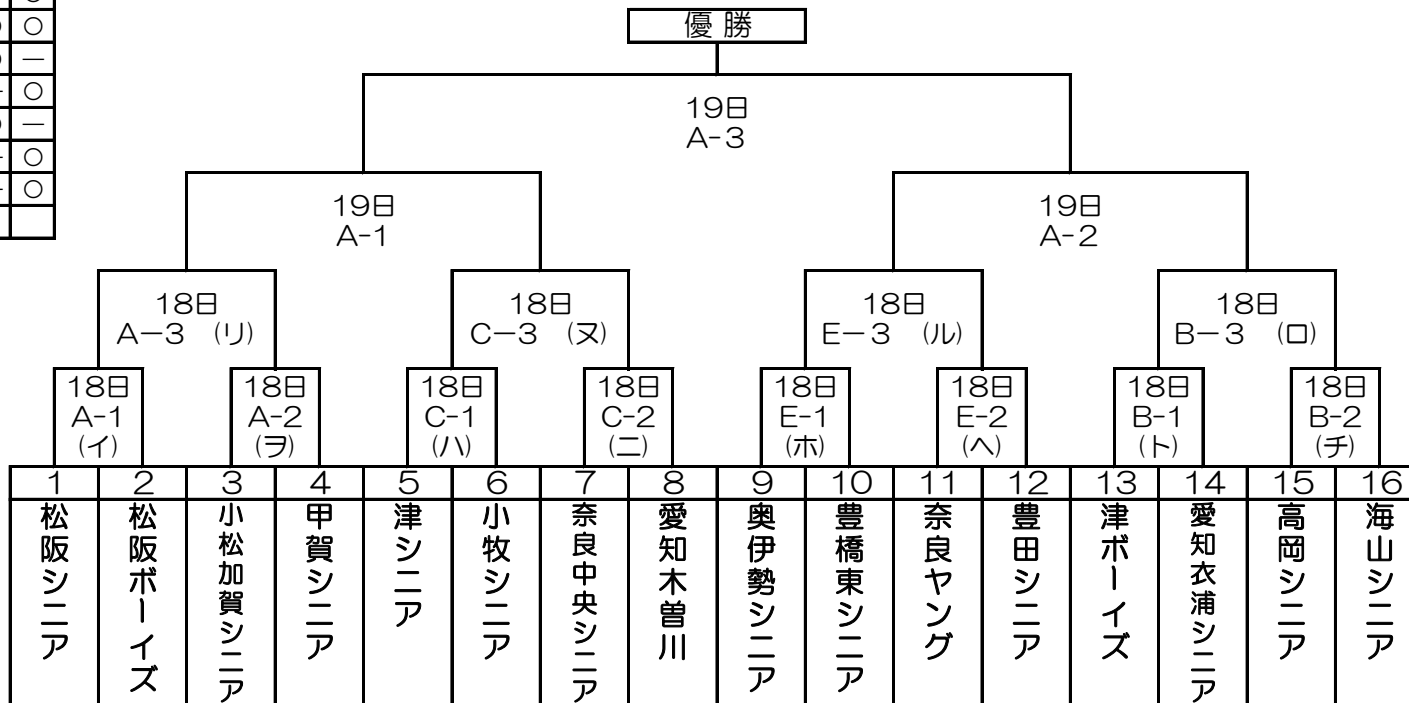 ○
○
－
○
－
○
○
優 勝
19日
A-3
19日
A-1
19日
A-2
18日
A－3 （リ）
18日
C－3 （ヌ）
18日
E－3 （ル）
18日
B－3 （ロ）
18日
A-1
（イ）
18日
A-2
（ヲ）
18日
C-1
（ハ）
18日
C-2
（ニ）
18日
E-1
（ホ）
18日
E-2
（ヘ）
18日
B-1
（ト）
18日
B-2
（チ）
1 2 3 4 5 6 7 8 9 10 11 12 13 14 15 16
松阪シニア
松阪ボーイズ
小松加賀シニア
甲賀シニア
津シニア
小牧シニア
奈良中央シニア
愛知木曽川
奥伊勢シニア
豊橋東シニア
奈良ヤング
豊田シニア
津ボーイズ
愛知衣浦シニア
高岡シニア
海山シニア